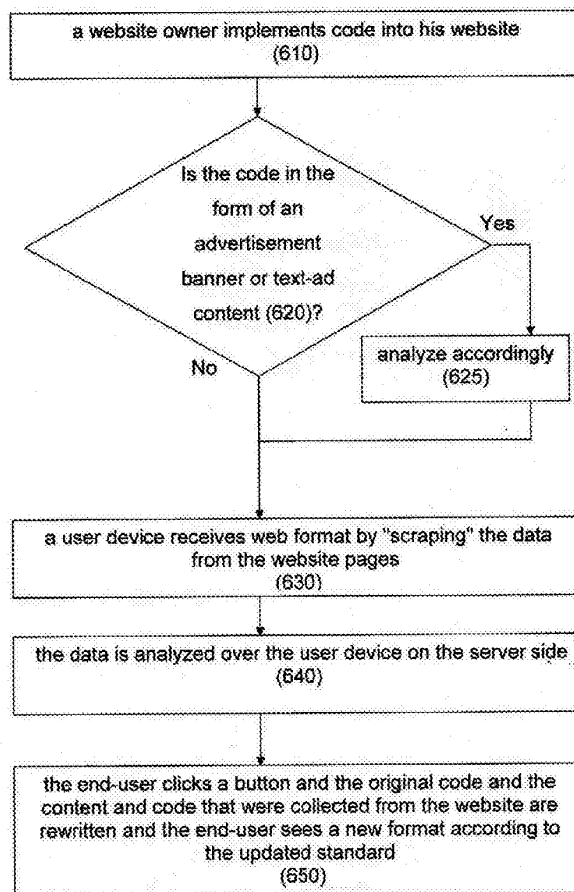 a website owner implements code into his website
(610)
Is the code in the
form of an
advertisement
banner or text-ad
content (620)?
Yes
analyze accordingly
(625)
No
a user device receives web format by "scraping" the data
from the website pages
(630)
the data is analyzed over the user device on the server side
(640)
the end-user clicks a button and the original code and the
content and code that were collected from the website are
rewritten and the end-user sees a new format according to
the updated standard
(650)